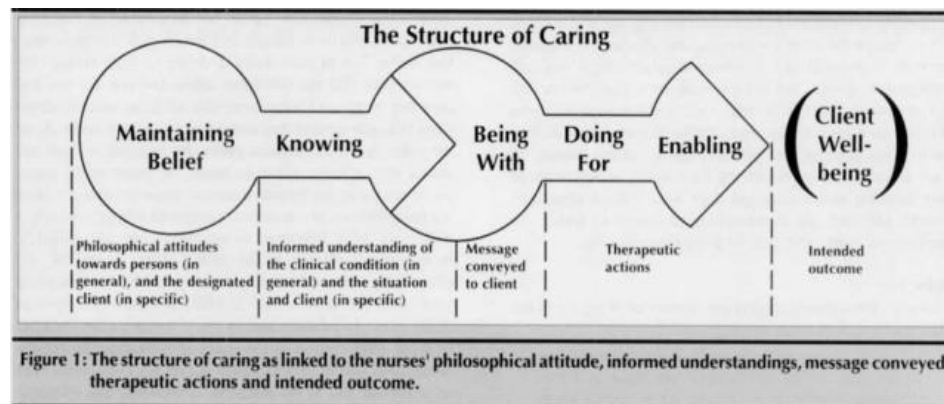 The Structure of Caring
Maintaining
Belief
Knowing
Being
With
Doing
For
Enabling
Client
Well-
being
Philosophical attitudes
towards persons (in
general), and the designated
client (in specific)
Informed understanding of
the clinical condition (in
general) and the situation
and client (in specific)
Message
conveyed
to client
Therapeutic
actions
Intended
outcome
Figure 1: The structure of caring as linked to the nurses' philosophical attitude, informed understandings, message conveyed
therapeutic actions and intended outcome.